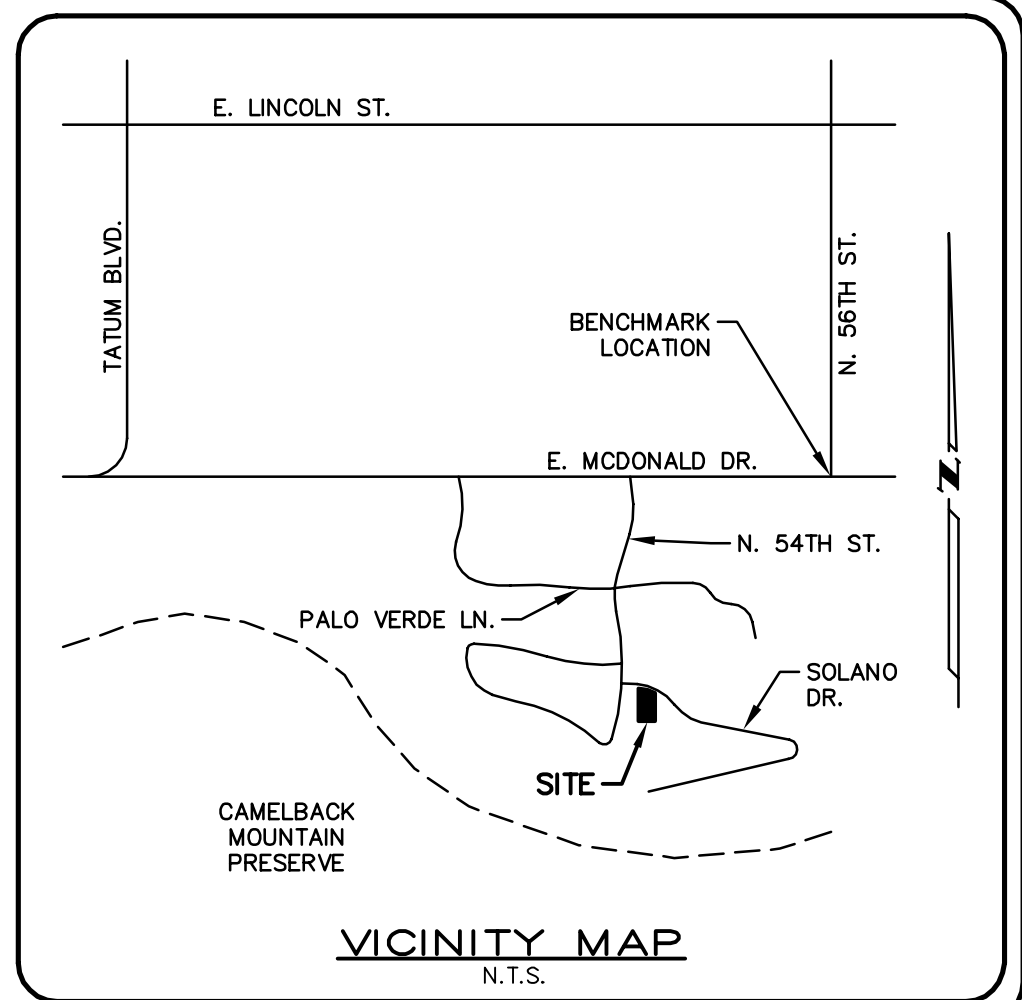 E. LINCOLN ST.
TATUM BLVD.
N. 56TH ST.
BENCHMARK
LOCATION
E. MCDONALD DR.
N
N. 54TH ST.
PALO VERDE LN.
SOLANO
DR.
SITE
CAMELBACK
MOUNTAIN
PRESERVE
VICINITY MAP
N.T.S.